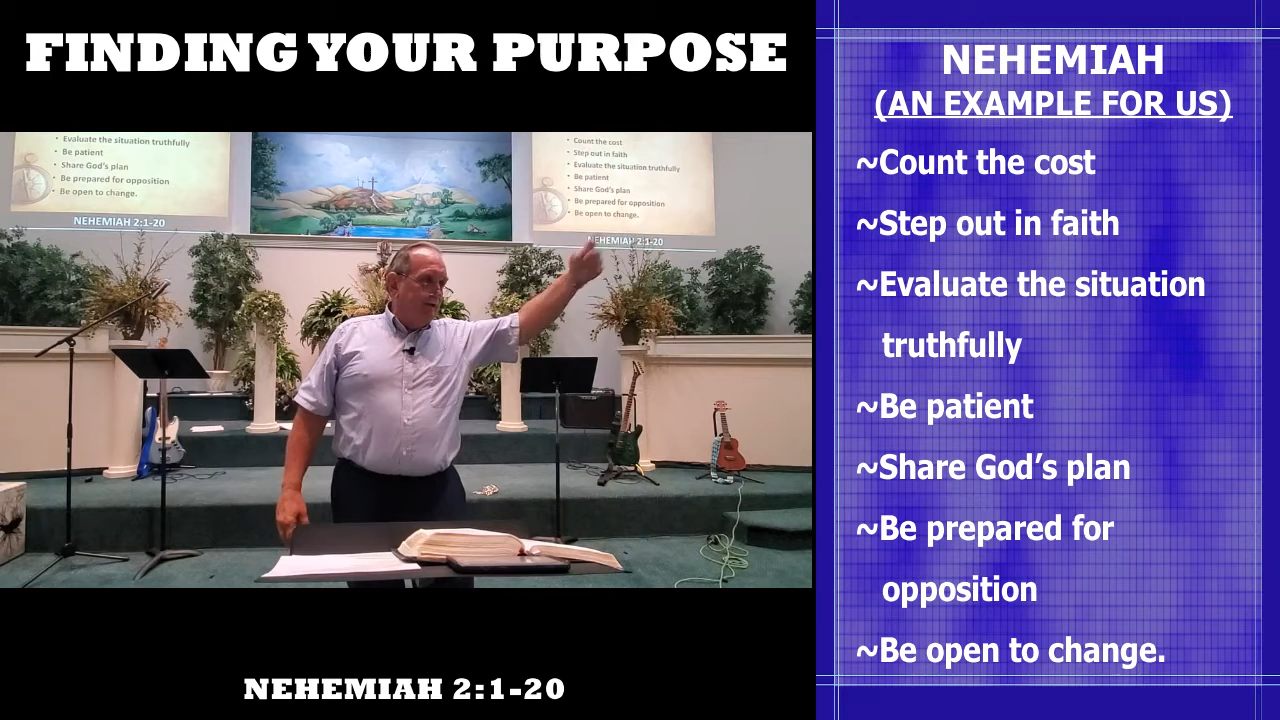 FINDING YOUR PURPOSE
Evaluate the situation truthfully
• Be patient
• Share God's plan
• Be prepared for opposition
• Be open to change.
NEHEMIAH 2:1-20
• Count the cost
• Step out in faith
• Evaluate the situation truthfully
• Be patient
• Share God's plan
• Be prepared for opposition
• Be open to change.
NEHEMIAH 2:1-20
NEHEMIAH 2:1-20
NEHEMIAH
(AN EXAMPLE FOR US)
~Count the cost
~Step out in faith
~Evaluate the situation
truthfully
~Be patient
~Share God’s plan
~Be prepared for
opposition
~Be open to change.